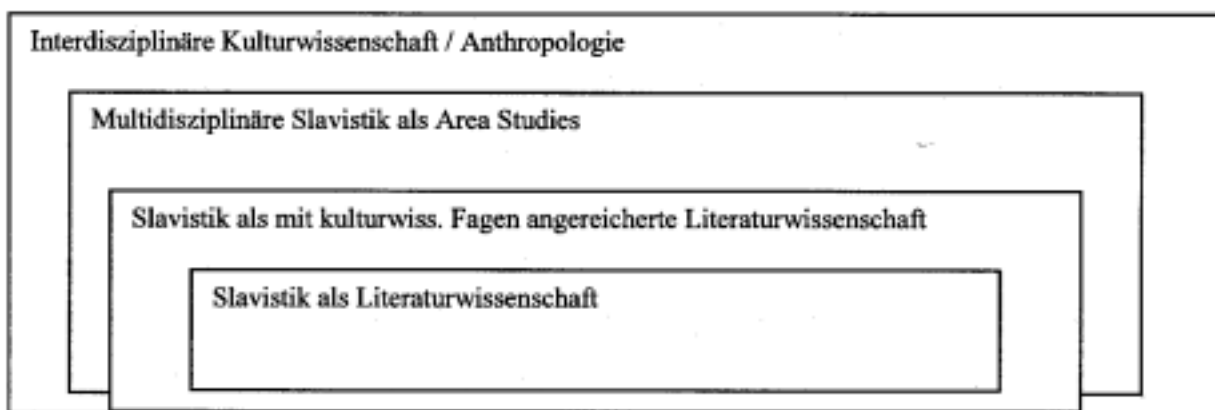 Interdisziplinäre Kulturwissenschaft / Anthropologie
Multidisziplinäre Slavistik als Area Studies
Slavistik als mit kulturwiss. Fagen angereicherte Literaturwissenschaft
Slavistik als Literaturwissenschaft